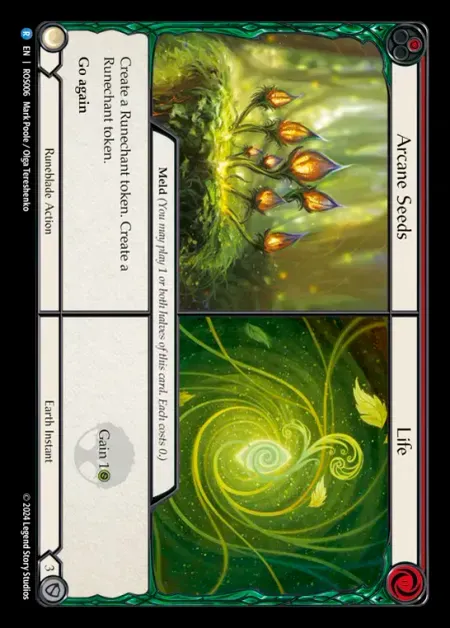 Arcane Seeds
Life
Meld (You may play 1 or both halves of this card. Each costs 0.)
Create a Runechant token. Create a
Runechant token.
Go again
Gain 1
Runeblade Action
Earth Instant
3
R EN | ROS006 Mark Poole / Olga Tereshenko
© 2024 Legend Story Studios